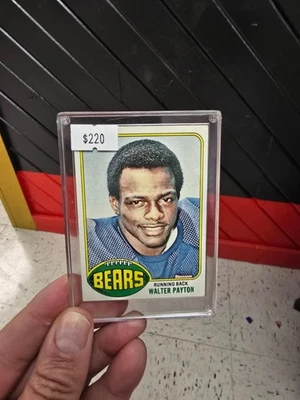 $220
BEARS
RUNNING BACK
WALTER PAYTON